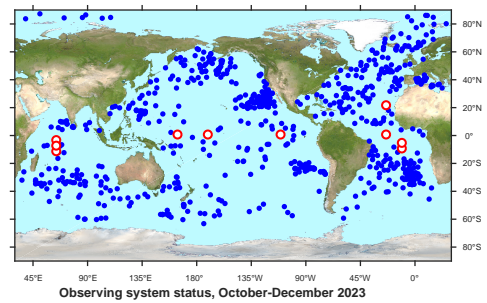 80°N
60°N
40°N
20°N
0°
20°S
40°S
60°S
80°S
45°E 90°E 135°E 180° 135°W 90°W 45°W 0°
Observing system status, October-December 2023